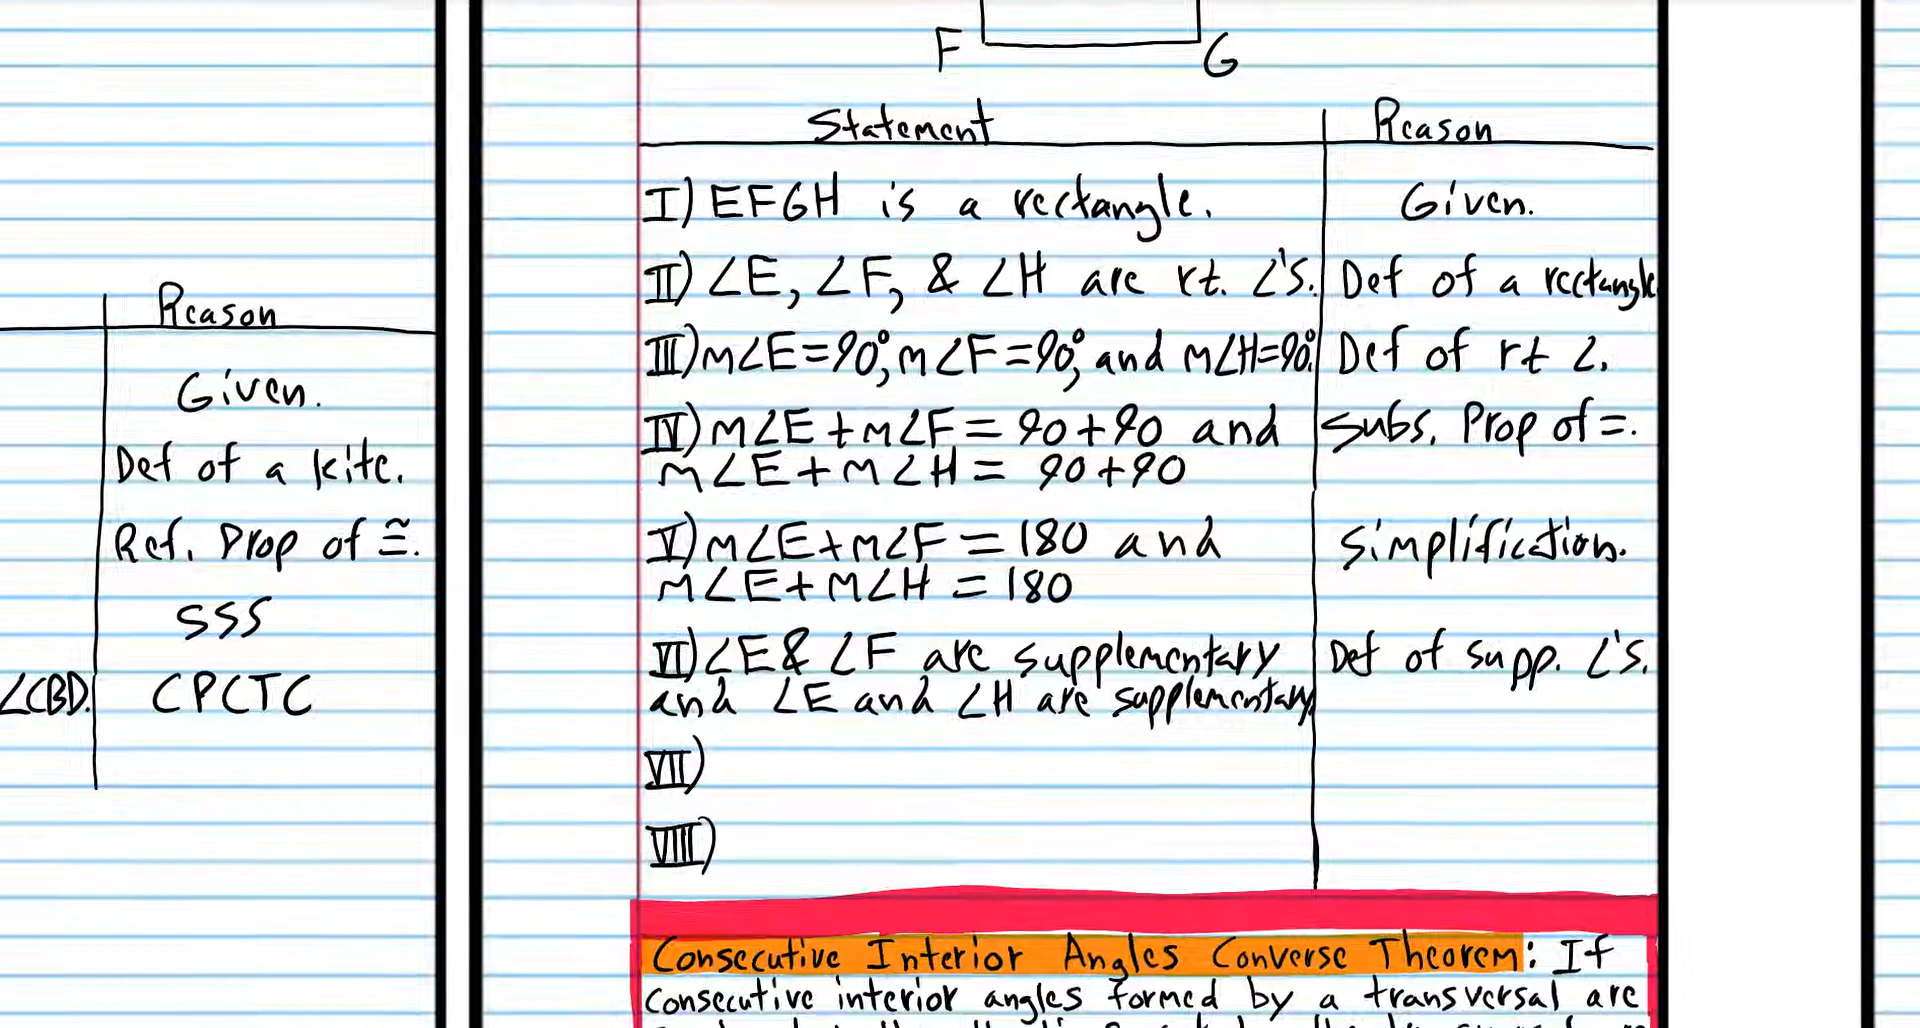 F
G
Statement
Reason
I) EFGH is a rectangle.
Given.
II) ∠E, ∠F, & ∠H are rt. ∠'s.
Def of a rectangle
III) m∠E=90°, m∠F=90°, and m∠H=90°.
Def of rt ∠.
IV) m∠E + m∠F = 90+90 and
m∠E + m∠H = 90+90
Subs. Prop of =.
V) m∠E + m∠F = 180 and
m∠E + m∠H = 180
Simplification.
VI) ∠E & ∠F are supplementary
and ∠E and ∠H are supplementary
Def of supp. ∠'s.
VII)
VIII)
Consecutive Interior Angles Converse Theorem: If
consecutive interior angles formed by a transversal are
Reason
Given.
Def of a kite.
Ref. Prop of ≅.
SSS
∠CBD.
CPCTC